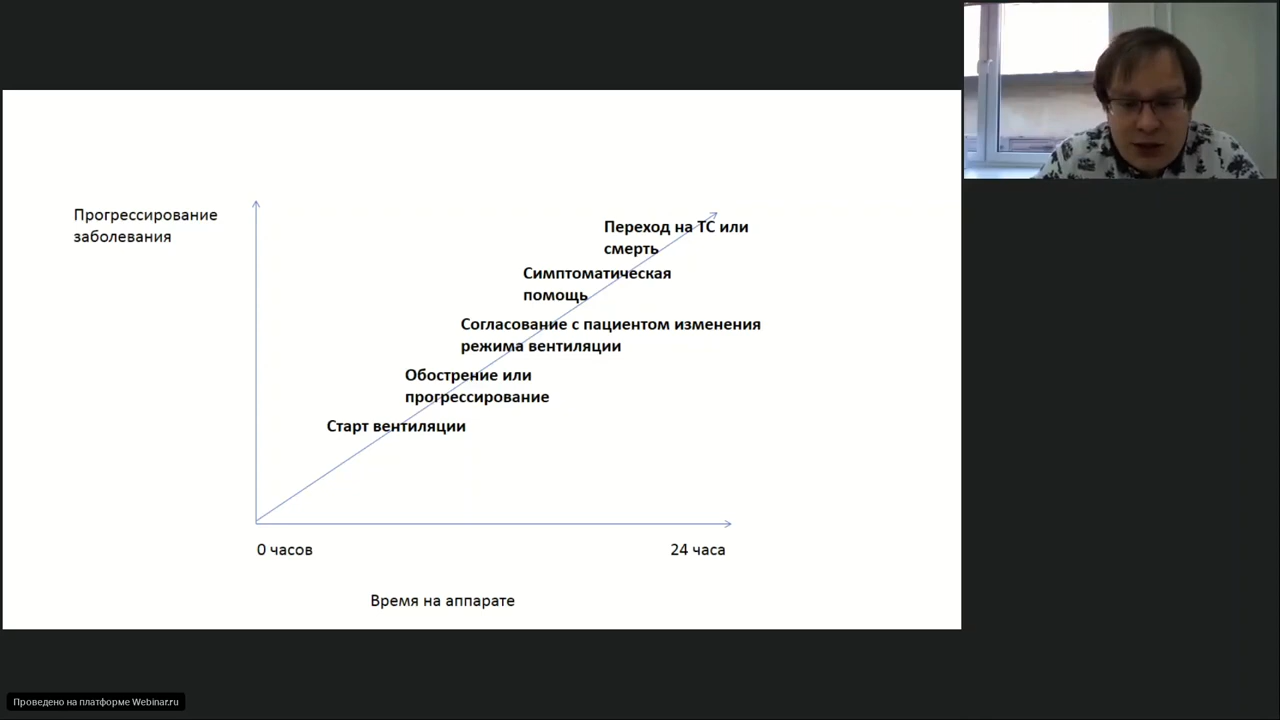 Прогрессирование
заболевания
Переход на ТС или
смерть
Симптоматическая
помощь
Согласование с пациентом изменения
режима вентиляции
Обострение или
прогрессирование
Старт вентиляции
0 часов
24 часа
Время на аппарате
Проведено на платформе Webinar.ru